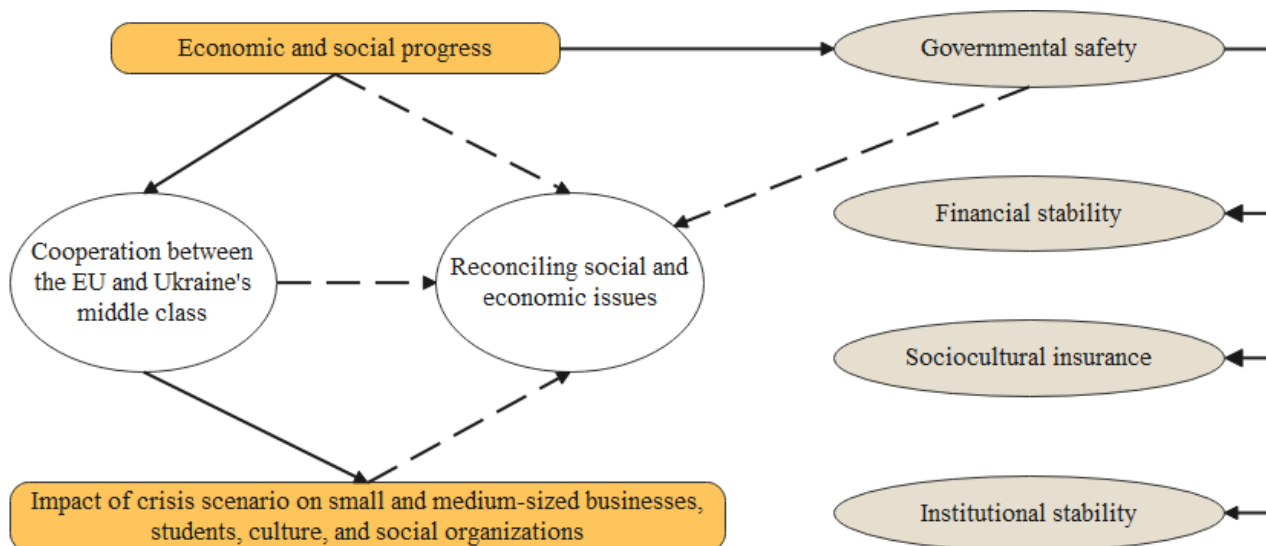 Economic and social progress
Governmental safety
Financial stability
Cooperation between
the EU and Ukraine's
middle class
Reconciling social and
economic issues
Sociocultural insurance
Impact of crisis scenario on small and medium-sized businesses,
students, culture, and social organizations
Institutional stability